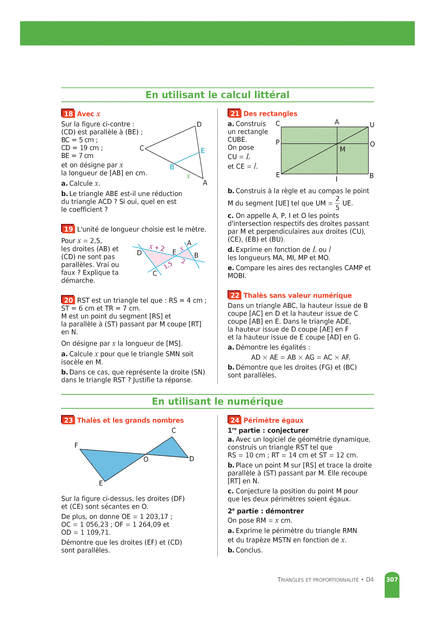 En utilisant le calcul littéral
18 Avec x
Sur la figure ci-contre :
(CD) est parallèle à (BE) ;
BC = 5 cm ;
CD = 19 cm ;
BE = 7 cm
et on désigne par x
la longueur de [AB] en cm.
D
C
E
B
x
A
a. Calcule x.
b. Le triangle ABE est-il une réduction
du triangle ACD ? Si oui, quel en est
le coefficient ?
19 L'unité de longueur choisie est le mètre.
Pour x = 2,5,
les droites (AB) et
(CD) ne sont pas
parallèles. Vrai ou
faux ? Explique ta
démarche.
D
x + 2
E
3
A
B
2
1,5
C
20 RST est un triangle tel que : RS = 4 cm ;
ST = 6 cm et TR = 7 cm.
M est un point du segment [RS] et
la parallèle à (ST) passant par M coupe [RT]
en N.
On désigne par x la longueur de [MS].
a. Calcule x pour que le triangle SMN soit
isocèle en M.
b. Dans ce cas, que représente la droite (SN)
dans le triangle RST ? Justifie ta réponse.
21 Des rectangles
a. Construis
un rectangle
CUBE.
On pose
CU = L
et CE = l.
C
A
U
P
M
O
E
I
B
b. Construis à la règle et au compas le point
M du segment [UE] tel que UM = 2/5 UE.
c. On appelle A, P, I et O les points
d'intersection respectifs des droites passant
par M et perpendiculaires aux droites (CU),
(CE), (EB) et (BU).
d. Exprime en fonction de L ou l
les longueurs MA, MI, MP et MO.
e. Compare les aires des rectangles CAMP et
MOBI.
22 Thalès sans valeur numérique
Dans un triangle ABC, la hauteur issue de B
coupe [AC] en D et la hauteur issue de C
coupe [AB] en E. Dans le triangle ADE,
la hauteur issue de D coupe [AE] en F
et la hauteur issue de E coupe [AD] en G.
a. Démontre les égalités :
AD × AE = AB × AG = AC × AF.
b. Démontre que les droites (FG) et (BC)
sont parallèles.
En utilisant le numérique
23 Thalès et les grands nombres
C
F
O
D
E
Sur la figure ci-dessus, les droites (DF)
et (CE) sont sécantes en O.
De plus, on donne OE = 1 203,17 ;
OC = 1 056,23 ; OF = 1 264,09 et
OD = 1 109,71.
Démontre que les droites (EF) et (CD)
sont parallèles.
24 Périmètre égaux
1re partie : conjecturer
a. Avec un logiciel de géométrie dynamique,
construis un triangle RST tel que
RS = 10 cm ; RT = 14 cm et ST = 12 cm.
b. Place un point M sur [RS] et trace la droite
parallèle à (ST) passant par M. Elle recoupe
[RT] en N.
c. Conjecture la position du point M pour
que les deux périmètres soient égaux.
2e partie : démontrer
On pose RM = x cm.
a. Exprime le périmètre du triangle RMN
et du trapèze MSTN en fonction de x.
b. Conclus.
TRIANGLES ET PROPORTIONNALITÉ • D4 307